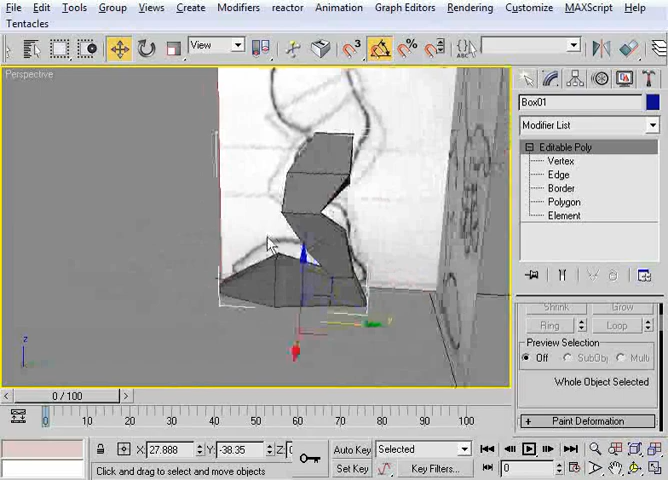 File Edit Tools Group Views Create Modifiers reactor Animation Graph Editors Rendering Customize MAXScript Help
Tentacles
View
3
%
ABC
Perspective
Box01
Modifier List
Editable Poly
Vertex
Edge
Border
Polygon
Element
Shrink Grow
Ring Loop
Preview Selection
Off SubObj Multi
Whole Object Selected
+ Paint Deformation
z
y
< 0 / 100 >
0 10 20 30 40 50 60 70 80 90 100
X: 27.888 Y: -38.35 Z:
Auto Key Selected
Click and drag to select and move objects
Set Key Key Filters... 0